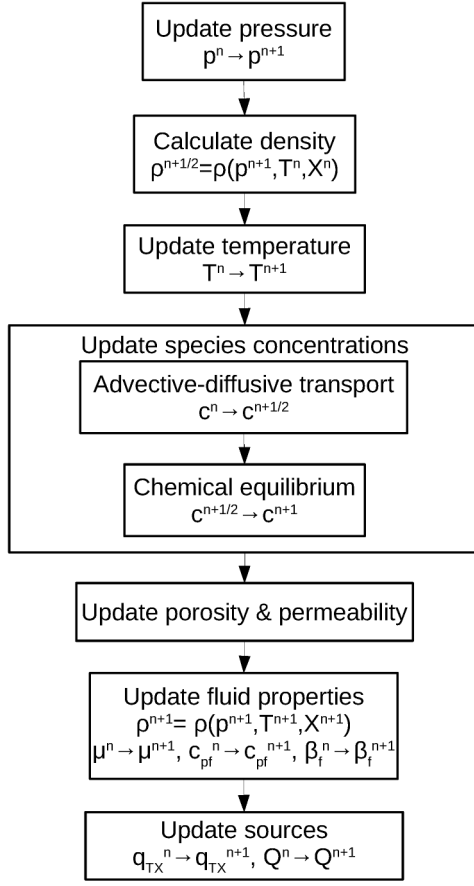 Update pressure
pⁿ→pⁿ⁺¹
Calculate density
ρⁿ⁺¹/²=ρ(pⁿ⁺¹,Tⁿ,Xⁿ)
Update temperature
Tⁿ→Tⁿ⁺¹
Update species concentrations
Advective-diffusive transport
cⁿ→cⁿ⁺¹/²
Chemical equilibrium
cⁿ⁺¹/²→cⁿ⁺¹
Update porosity & permeability
Update fluid properties
ρⁿ⁺¹= ρ(pⁿ⁺¹,Tⁿ⁺¹,Xⁿ⁺¹)
μⁿ→μⁿ⁺¹, c_pfⁿ→c_pfⁿ⁺¹, β_fⁿ→β_fⁿ⁺¹
Update sources
q_TXⁿ→q_TXⁿ⁺¹, Qⁿ→Qⁿ⁺¹